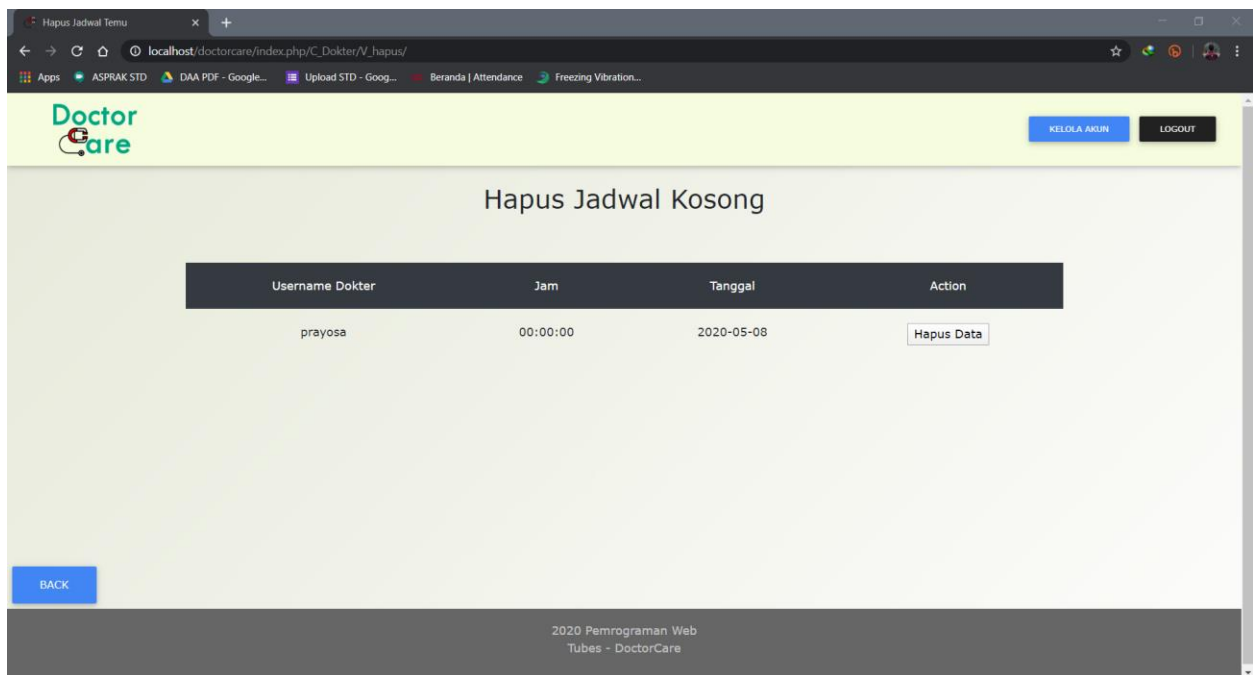 Hapus Jadwal Temu
localhost/doctorcare/index.php/C_Dokter/V_hapus/
Apps ASPRAK STD DAA PDF - Google... Upload STD - Goog... Beranda | Attendance Freezing Vibration...
Doctor
Care
KELOLA AKUN LOGOUT
Hapus Jadwal Kosong
Username Dokter Jam Tanggal Action
prayosa 00:00:00 2020-05-08 Hapus Data
BACK
2020 Pemrograman Web
Tubes - DoctorCare